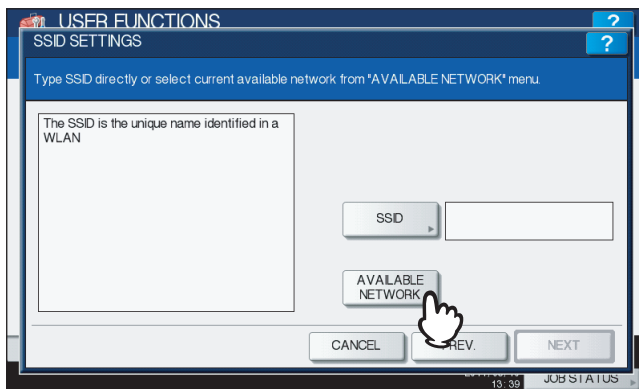 USER FUNCTIONS
?
SSID SETTINGS
?
Type SSID directly or select current available network from "AVAILABLE NETWORK" menu.
The SSID is the unique name identified in a
WLAN
SSID
AVAILABLE
NETWORK
CANCEL
PREV.
NEXT
13:39
JOB STATUS